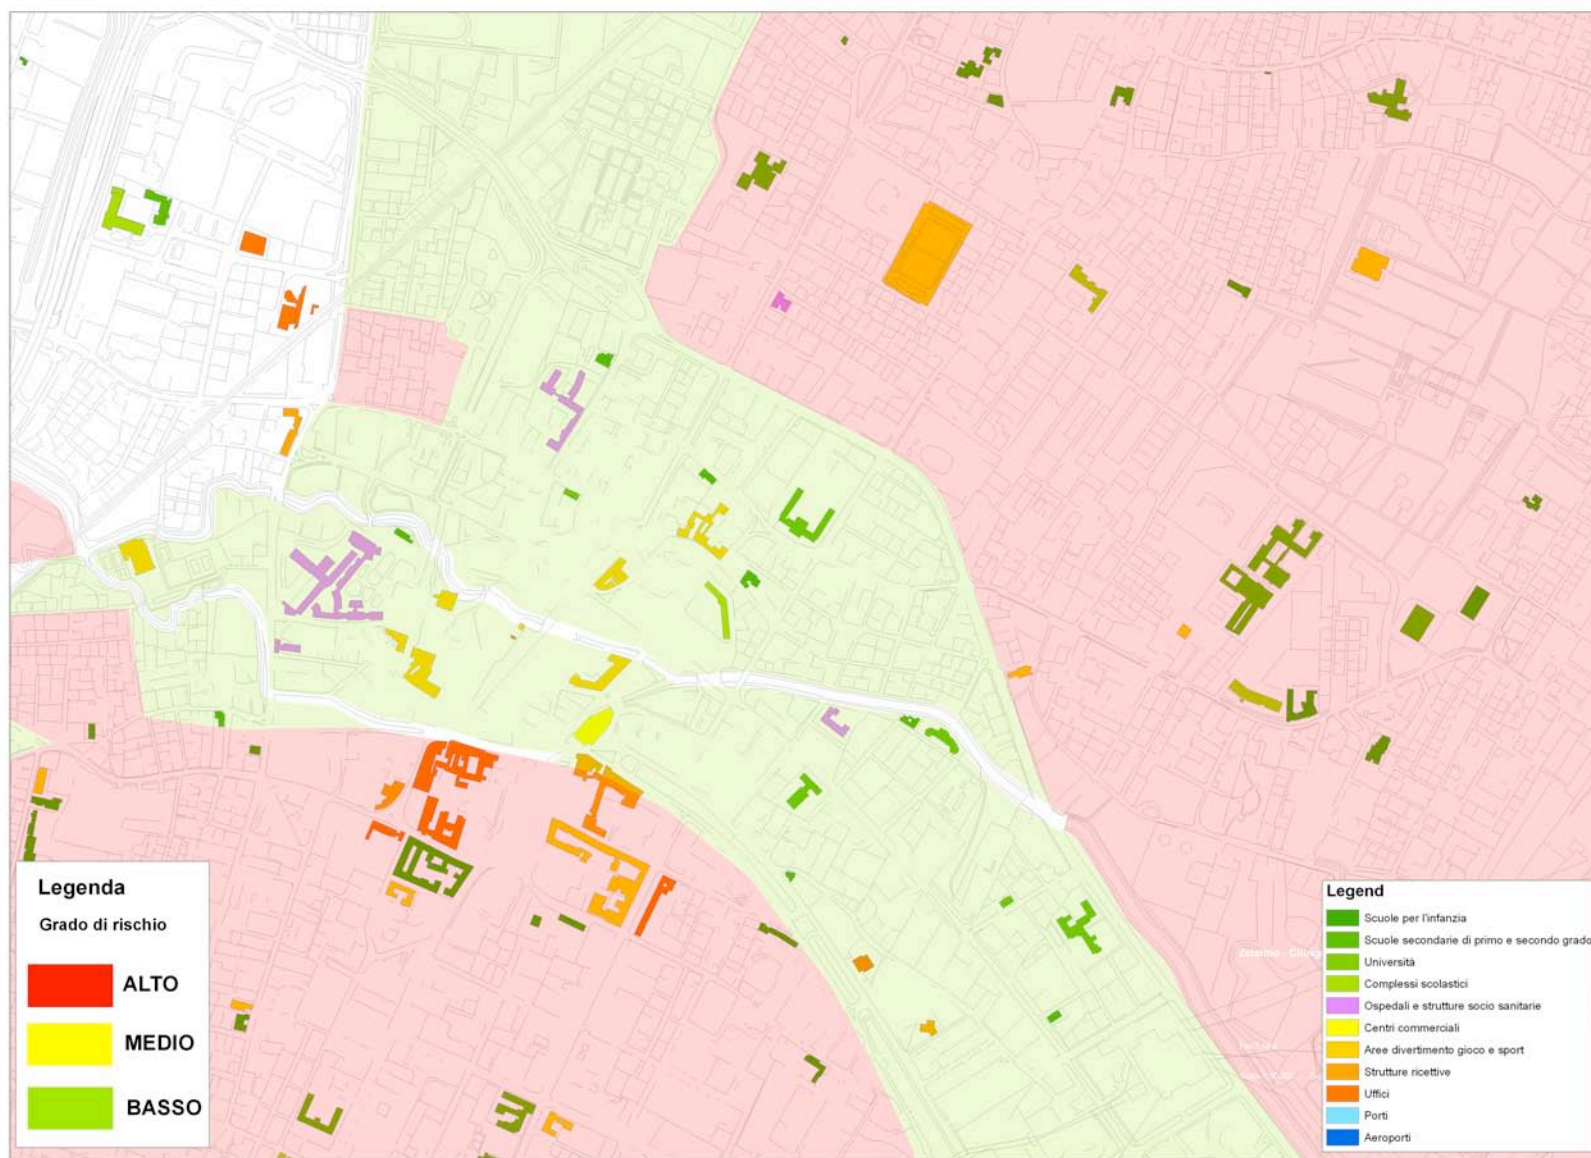 Legenda
Grado di rischio
ALTO
MEDIO
BASSO
Legend
Scuole per l'infanzia
Scuole secondarie di primo e secondo grado
Università
Complessi scolastici
Ospedali e strutture socio sanitarie
Centri commerciali
Aree divertimento gioco e sport
Strutture ricettive
Uffici
Porti
Aeroporti